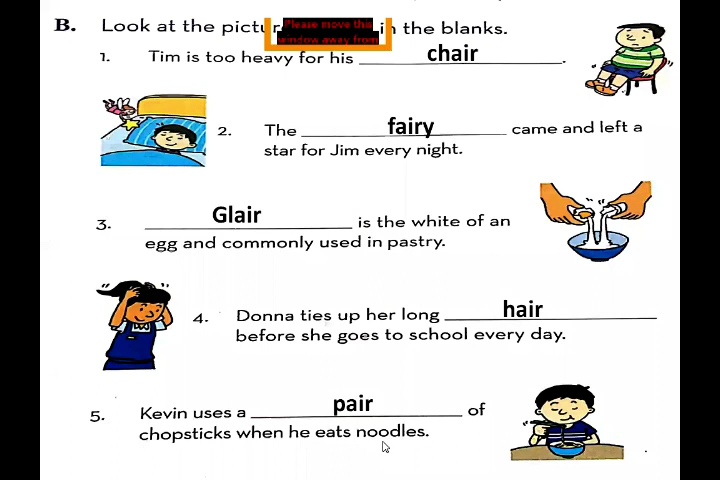 B. Look at the pictur Please move this in the blanks.
window away from
1. Tim is too heavy for his chair.
2. The fairy came and left a
star for Jim every night.
3. Glair is the white of an
egg and commonly used in pastry.
4. Donna ties up her long hair
before she goes to school every day.
5. Kevin uses a pair of
chopsticks when he eats noodles.